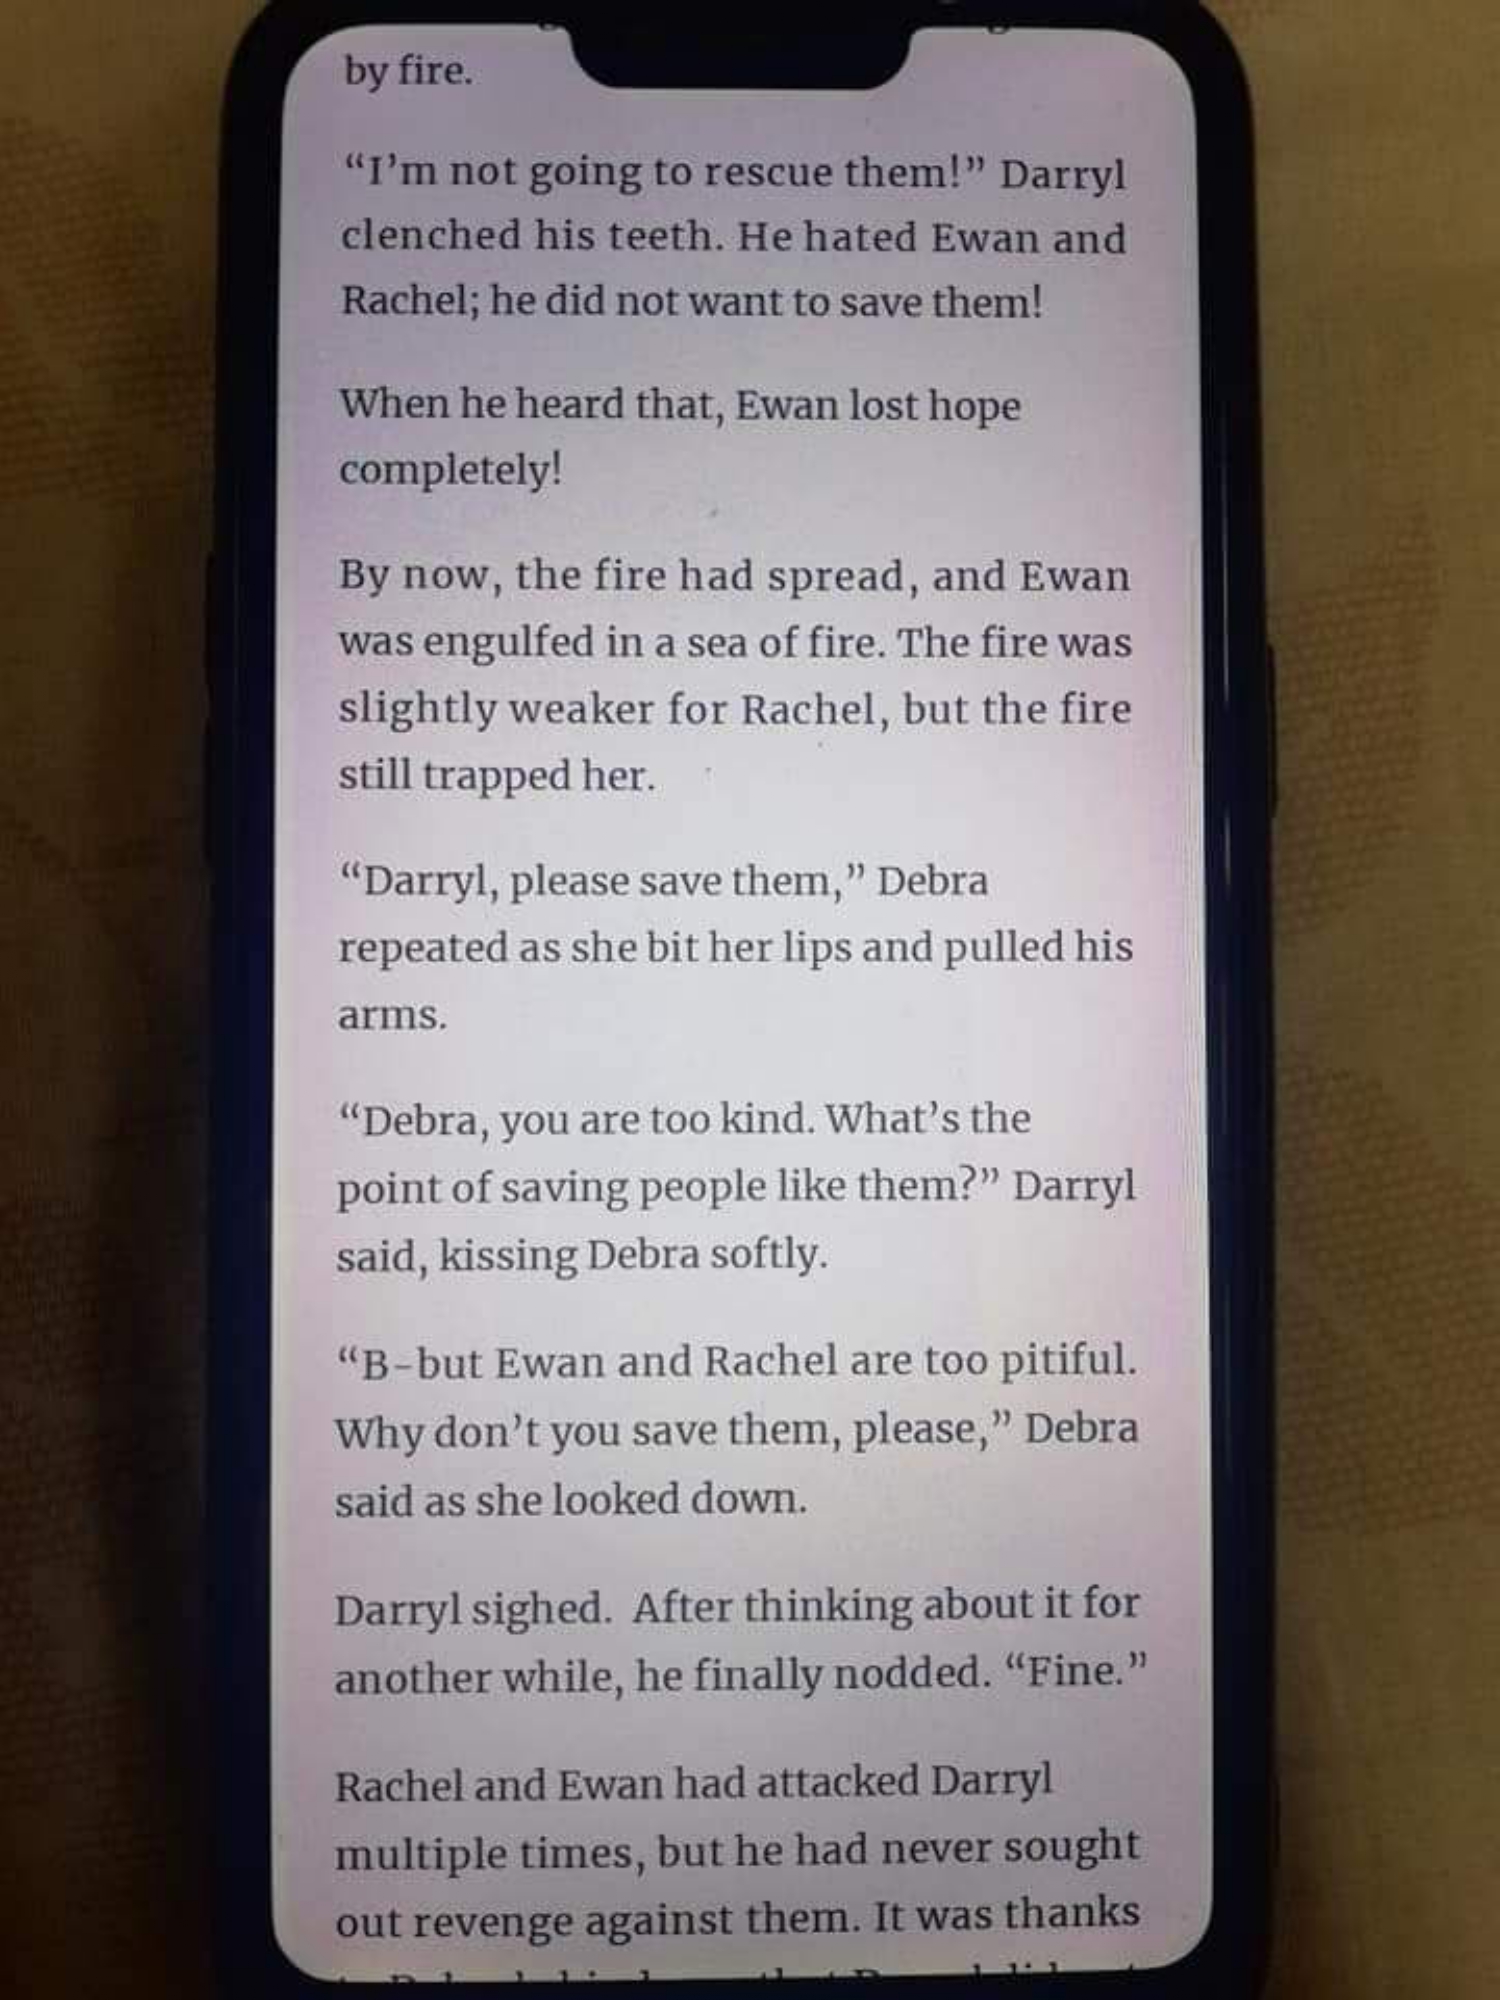 by fire.
“I’m not going to rescue them!” Darryl
clenched his teeth. He hated Ewan and
Rachel; he did not want to save them!
When he heard that, Ewan lost hope
completely!
By now, the fire had spread, and Ewan
was engulfed in a sea of fire. The fire was
slightly weaker for Rachel, but the fire
still trapped her.
“Darryl, please save them,” Debra
repeated as she bit her lips and pulled his
arms.
“Debra, you are too kind. What’s the
point of saving people like them?” Darryl
said, kissing Debra softly.
“B-but Ewan and Rachel are too pitiful.
Why don’t you save them, please,” Debra
said as she looked down.
Darryl sighed. After thinking about it for
another while, he finally nodded. “Fine.”
Rachel and Ewan had attacked Darryl
multiple times, but he had never sought
out revenge against them. It was thanks